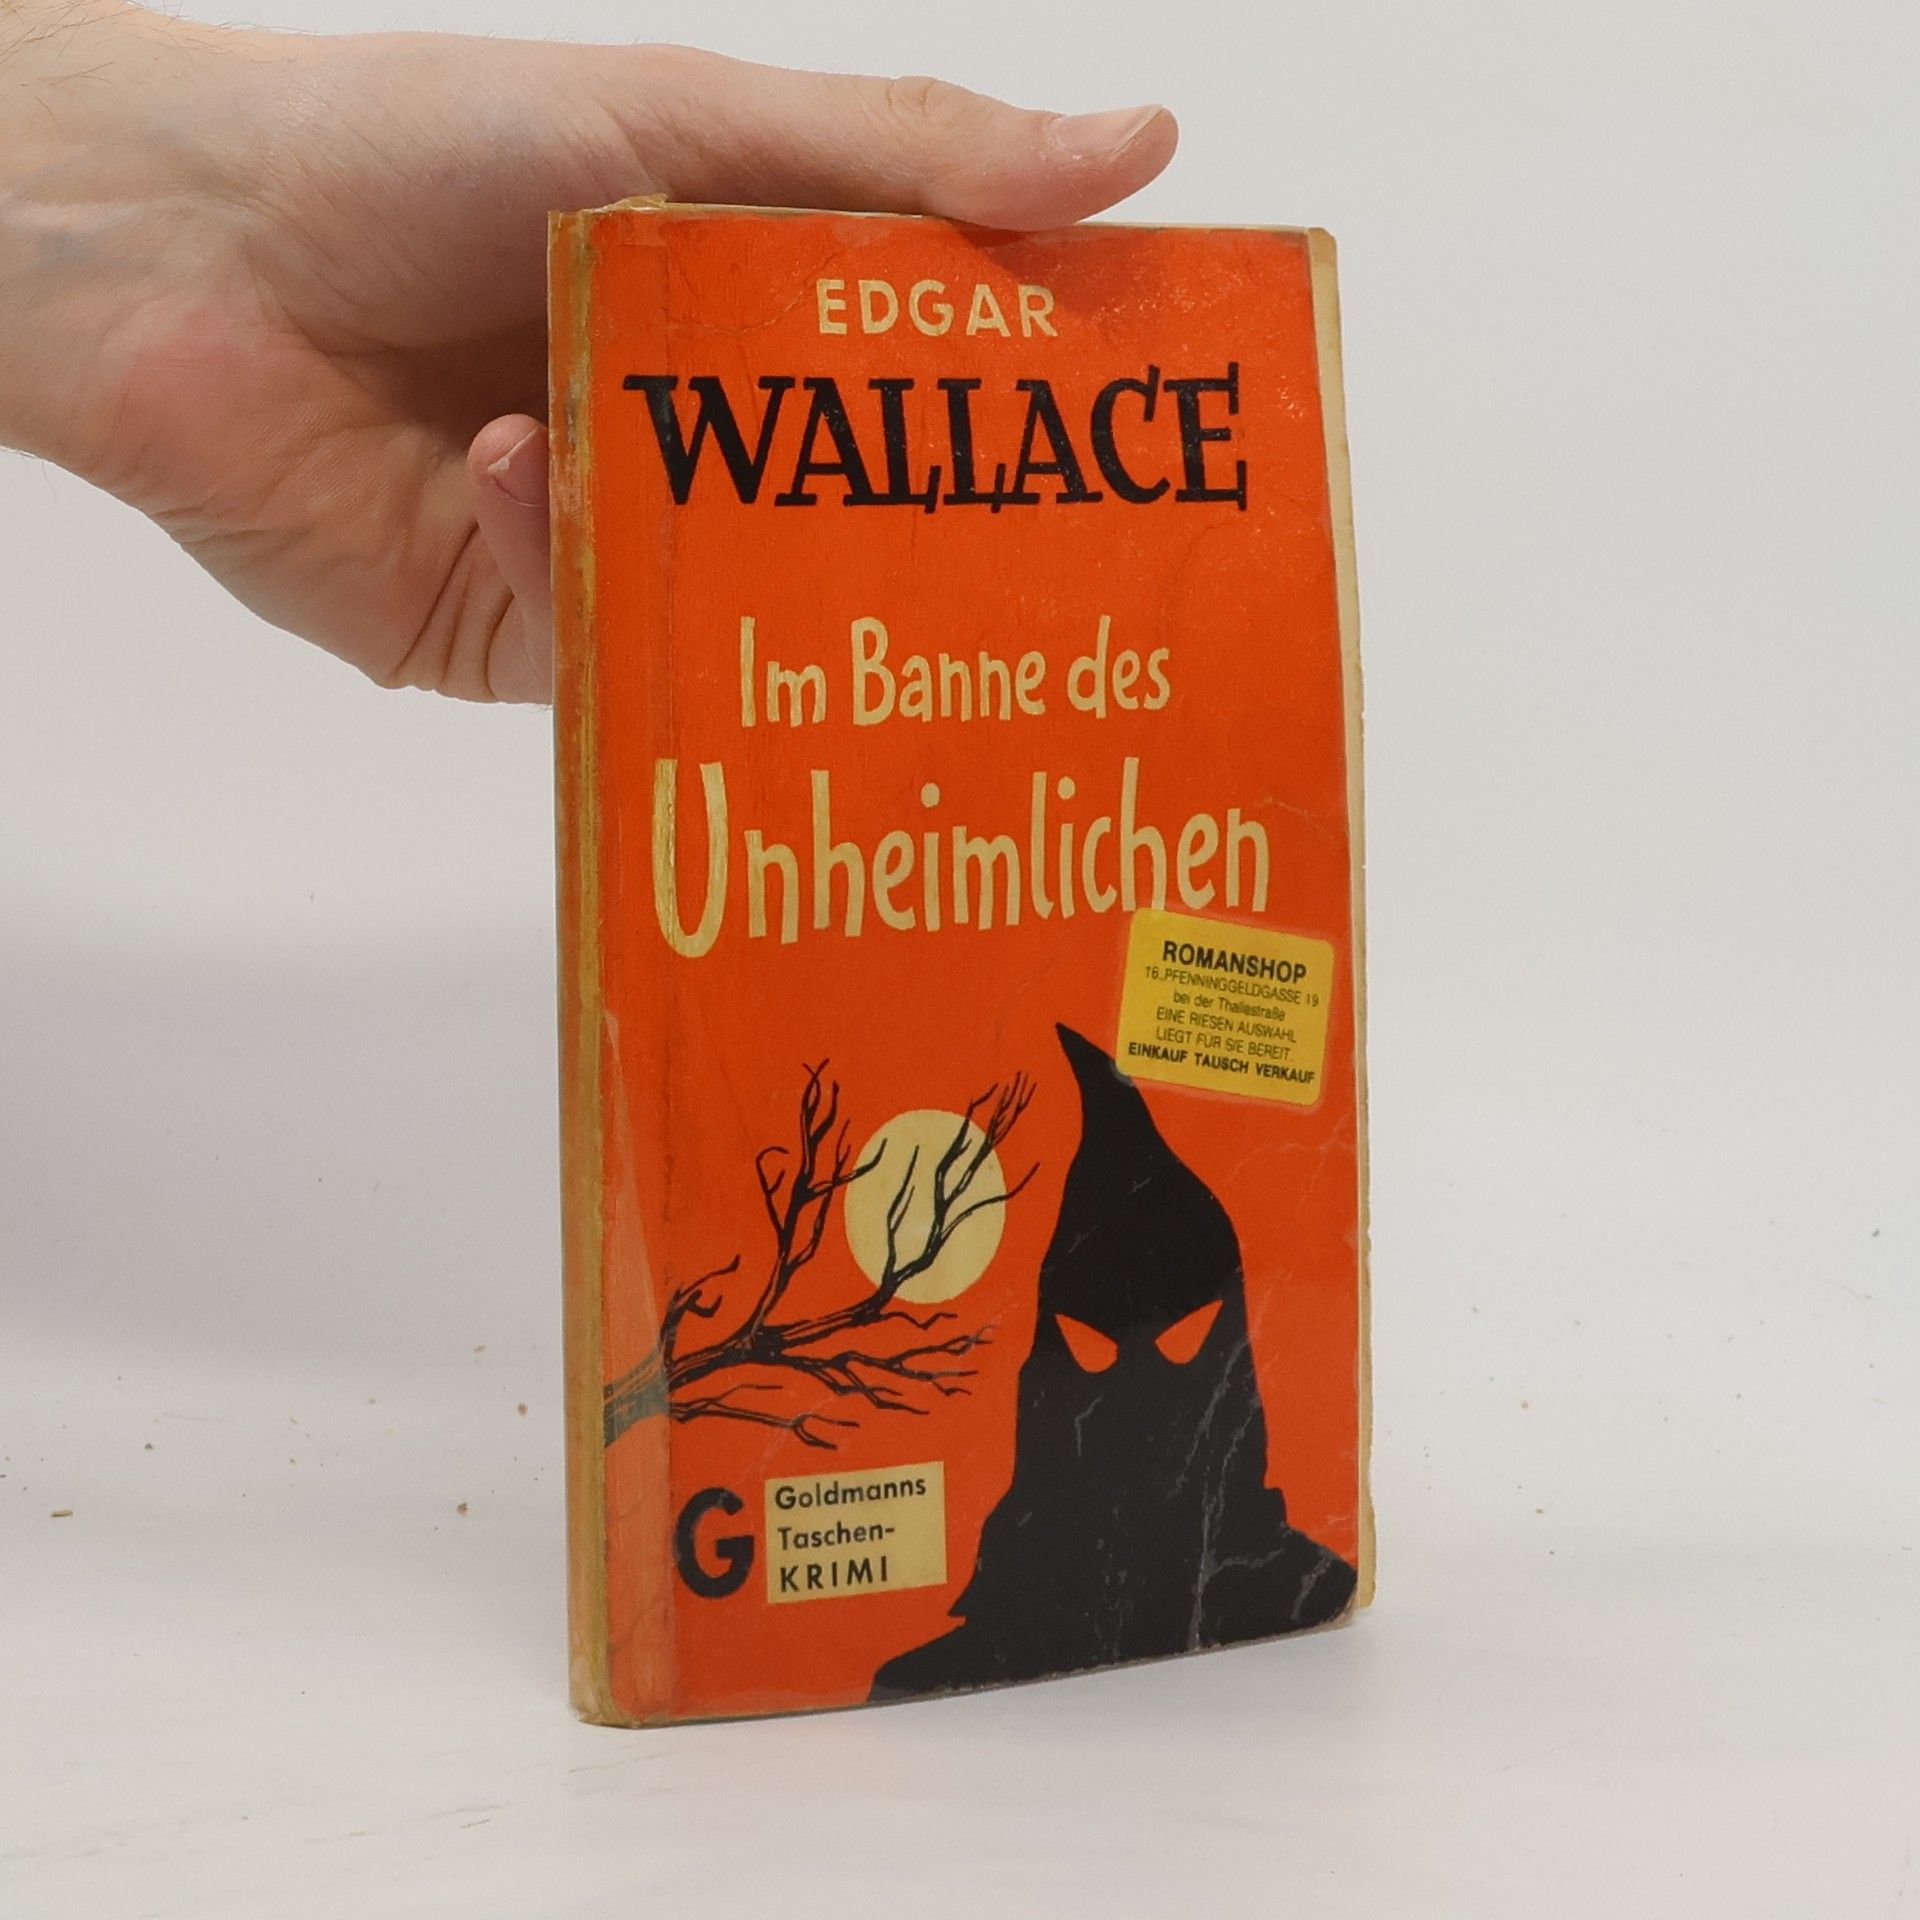 EDGAR
WALLACE
Im Banne des
Unheimlichen
ROMANSHOP
16., PFENNINGGELDGASSE 19
bei der Thaliastraße
EINE RIESEN AUSWAHL
LIEGT FÜR SIE BEREIT.
EINKAUF TAUSCH VERKAUF
G
Goldmanns
Taschen-
KRIMI